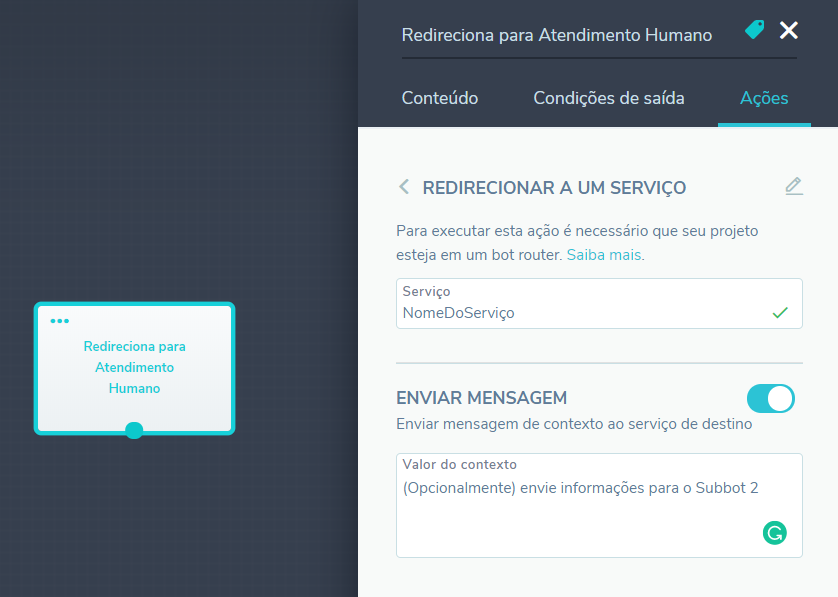 Redireciona para Atendimento Humano
Conteúdo
Condições de saída
Ações
REDIRECIONAR A UM SERVIÇO
Para executar esta ação é necessário que seu projeto
esteja em um bot router. Saiba mais.
Serviço
NomeDoServiço
ENVIAR MENSAGEM
Enviar mensagem de contexto ao serviço de destino
Valor do contexto
(Opcionalmente) envie informações para o Subbot 2
Redireciona para
Atendimento
Humano